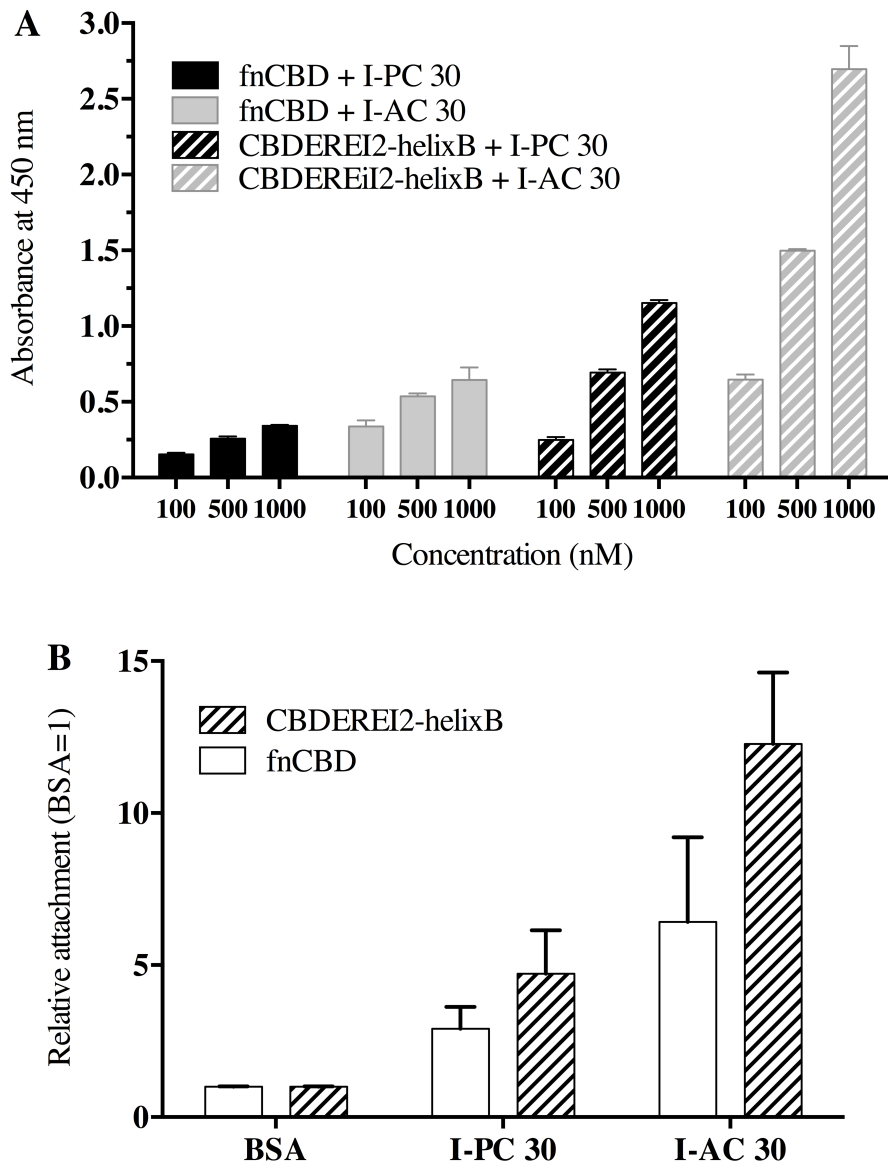 A
3.0
fnCBD + I-PC 30
fnCBD + I-AC 30
CBDEREI2-helixB + I-PC 30
CBDEREiI2-helixB + I-AC 30
2.5
2.0
1.5
1.0
0.5
0.0
Absorbance at 450 nm
100 500 1000 100 500 1000 100 500 1000 100 500 1000
Concentration (nM)
B
15
CBDEREI2-helixB
fnCBD
10
5
0
Relative attachment (BSA=1)
BSA I-PC 30 I-AC 30